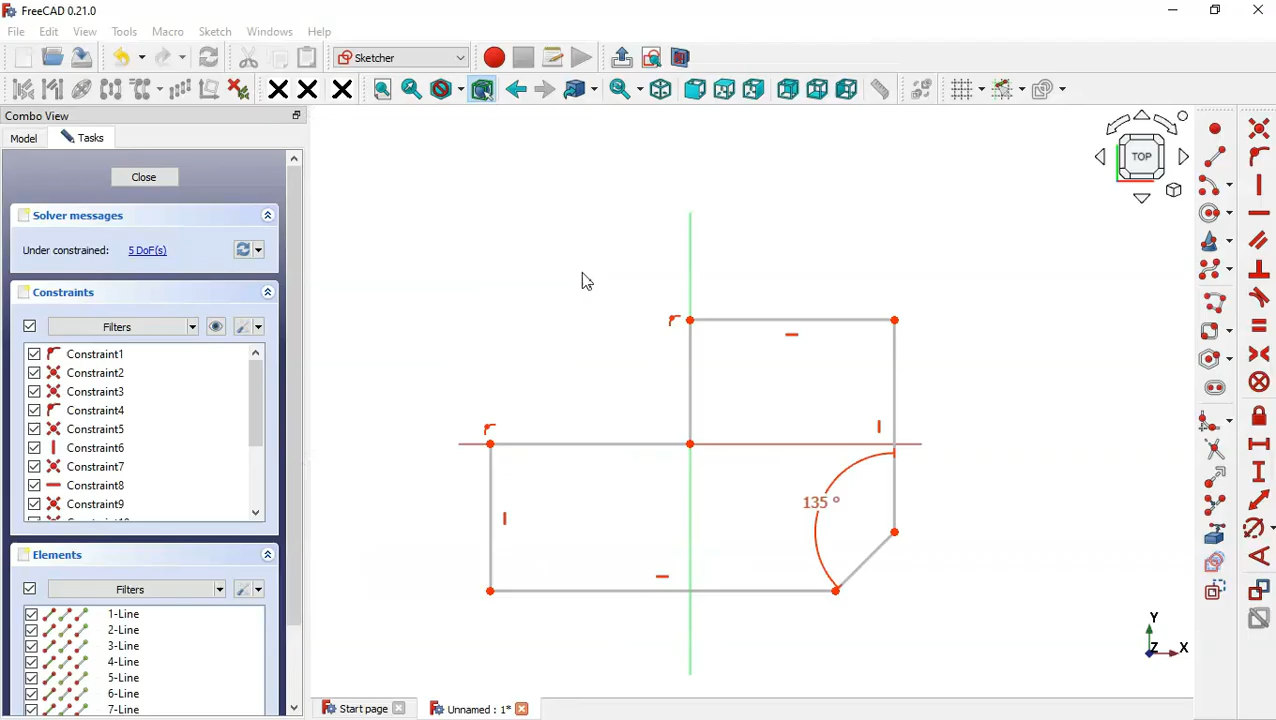 FreeCAD 0.21.0
File Edit View Tools Macro Sketch Windows Help
Sketcher
Combo View
Model Tasks
Close
Solver messages
Under constrained: 5 DoF(s)
Constraints
Filters
Constraint1
Constraint2
Constraint3
Constraint4
Constraint5
Constraint6
Constraint7
Constraint8
Constraint9
Elements
Filters
1-Line
2-Line
3-Line
4-Line
5-Line
6-Line
7-Line
TOP
135 °
Y
Z X
Start page Unnamed : 1*